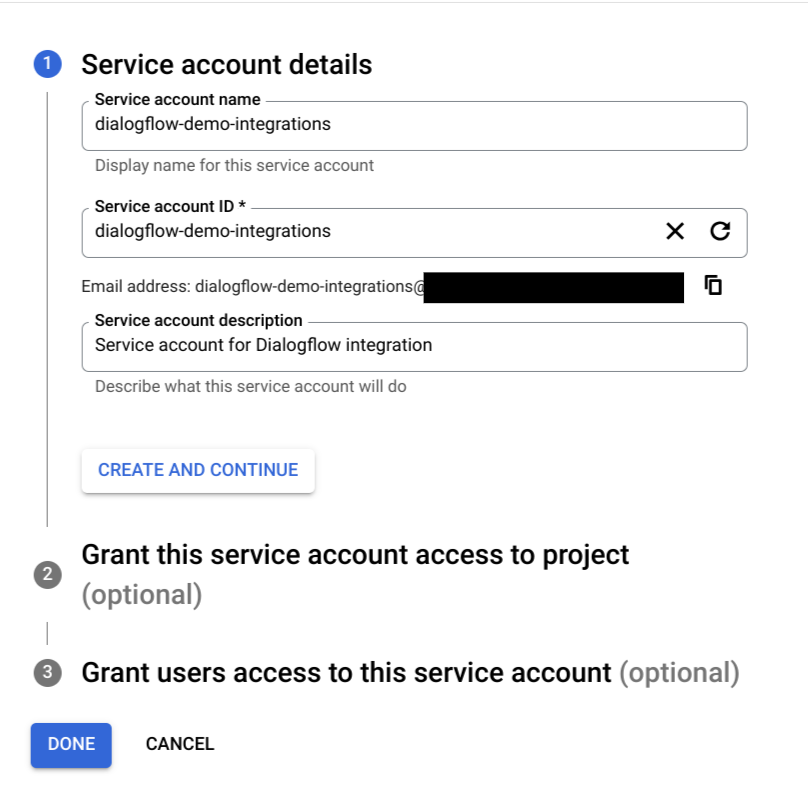 1 Service account details
Service account name
dialogflow-demo-integrations
Display name for this service account
Service account ID *
dialogflow-demo-integrations
Email address: dialogflow-demo-integrations@
Service account description
Service account for Dialogflow integration
Describe what this service account will do
CREATE AND CONTINUE
2 Grant this service account access to project
(optional)
3 Grant users access to this service account (optional)
DONE CANCEL